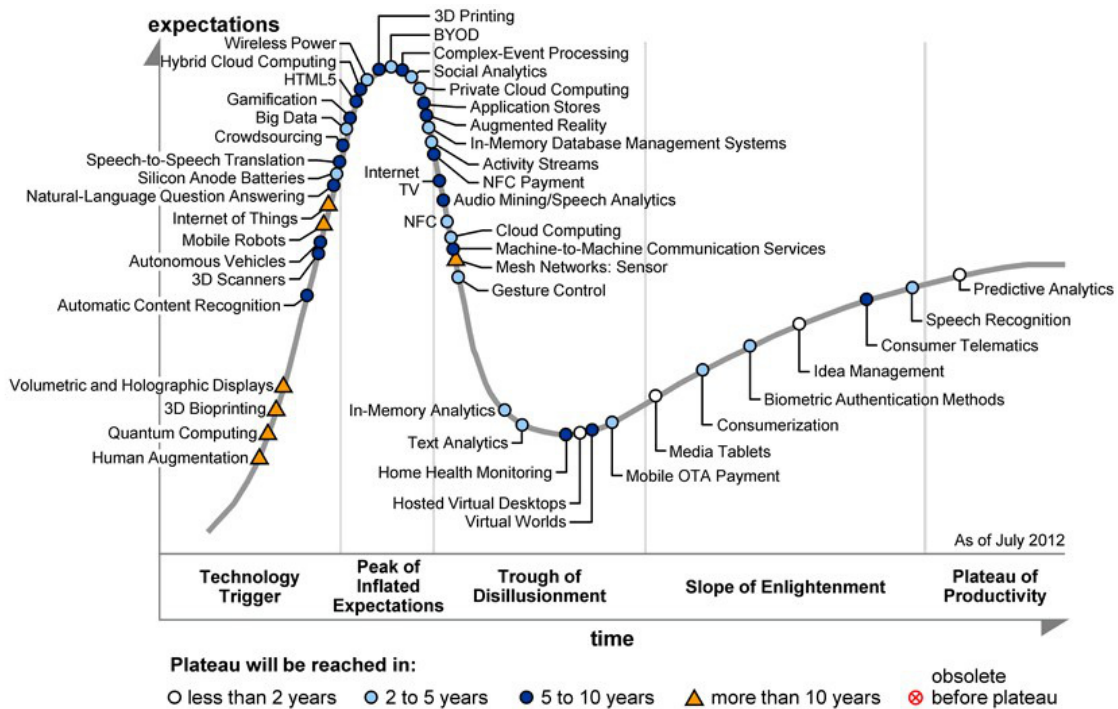 expectations
3D Printing
BYOD
Wireless Power
Complex-Event Processing
Hybrid Cloud Computing
Social Analytics
HTML5
Private Cloud Computing
Gamification
Application Stores
Big Data
Augmented Reality
Crowdsourcing
In-Memory Database Management Systems
Speech-to-Speech Translation
Activity Streams
Silicon Anode Batteries
NFC Payment
Natural-Language Question Answering
Internet
TV
Audio Mining/Speech Analytics
Internet of Things
NFC
Cloud Computing
Mobile Robots
Machine-to-Machine Communication Services
Autonomous Vehicles
Mesh Networks: Sensor
3D Scanners
Gesture Control
Automatic Content Recognition
Predictive Analytics
Speech Recognition
Consumer Telematics
Idea Management
Volumetric and Holographic Displays
Biometric Authentication Methods
3D Bioprinting
In-Memory Analytics
Consumerization
Quantum Computing
Text Analytics
Media Tablets
Human Augmentation
Home Health Monitoring
Mobile OTA Payment
Hosted Virtual Desktops
Virtual Worlds
As of July 2012
Technology
Trigger
Peak of
Inflated
Expectations
Trough of
Disillusionment
Slope of Enlightenment
Plateau of
Productivity
time
Plateau will be reached in:
less than 2 years
2 to 5 years
5 to 10 years
more than 10 years
obsolete
before plateau